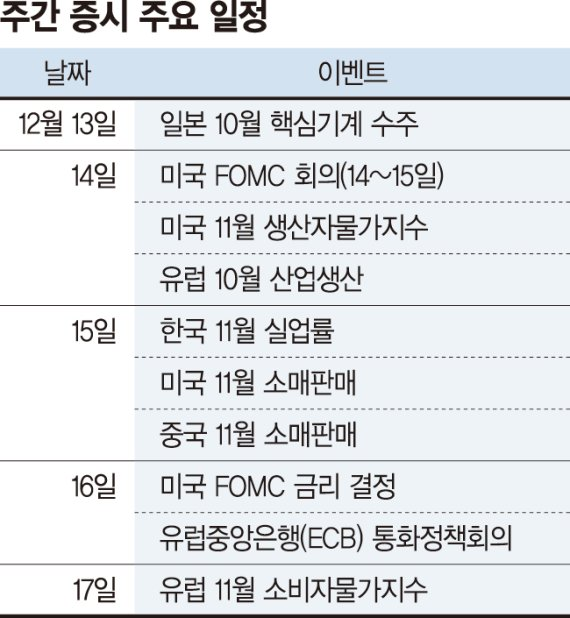 주간 증시 주요 일정
날짜 이벤트
12월 13일 일본 10월 핵심기계 수주
14일 미국 FOMC 회의(14~15일)
미국 11월 생산자물가지수
유럽 10월 산업생산
15일 한국 11월 실업률
미국 11월 소매판매
중국 11월 소매판매
16일 미국 FOMC 금리 결정
유럽중앙은행(ECB) 통화정책회의
17일 유럽 11월 소비자물가지수